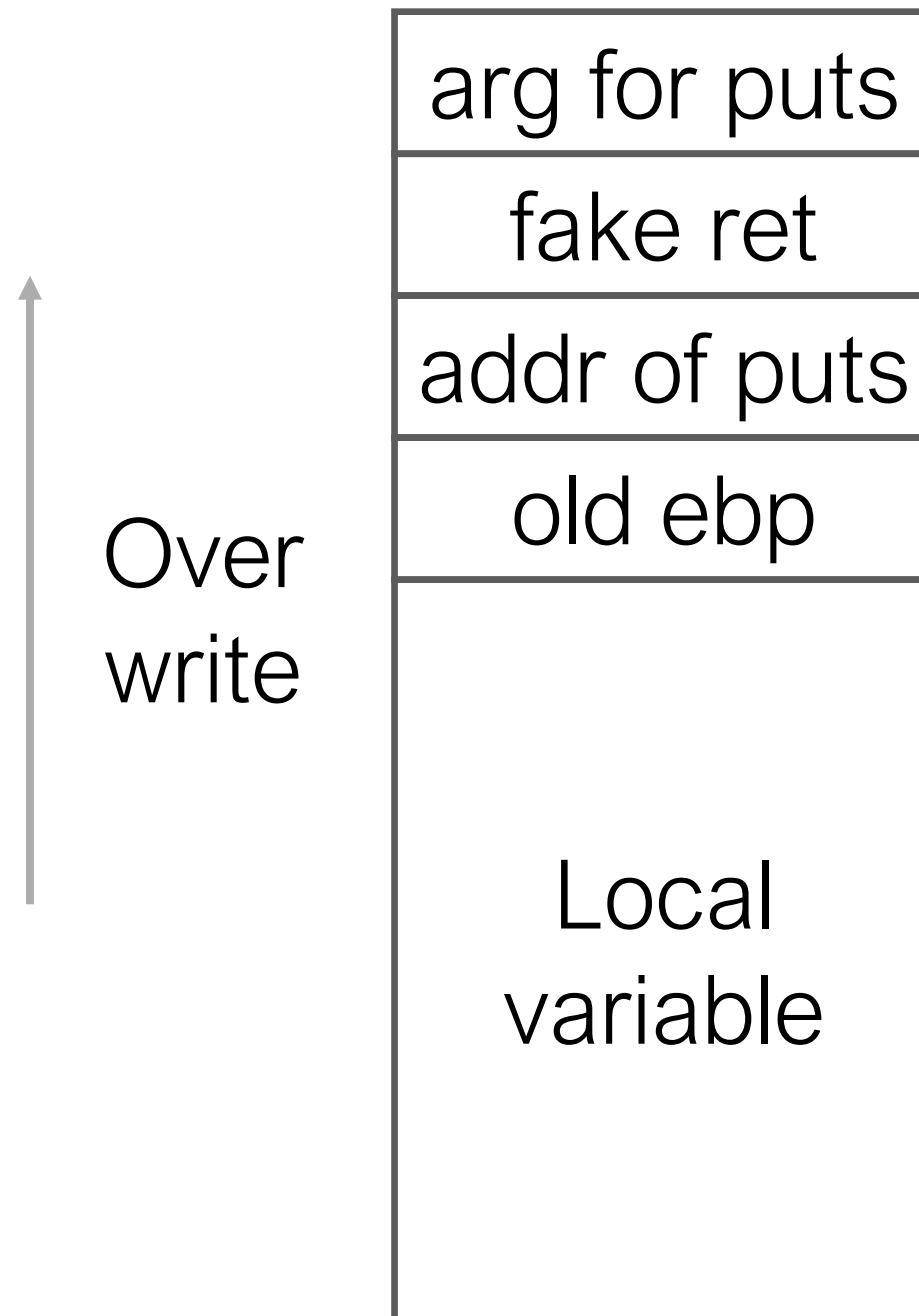 arg for puts
fake ret
addr of puts
old ebp
Over
write
Local
variable